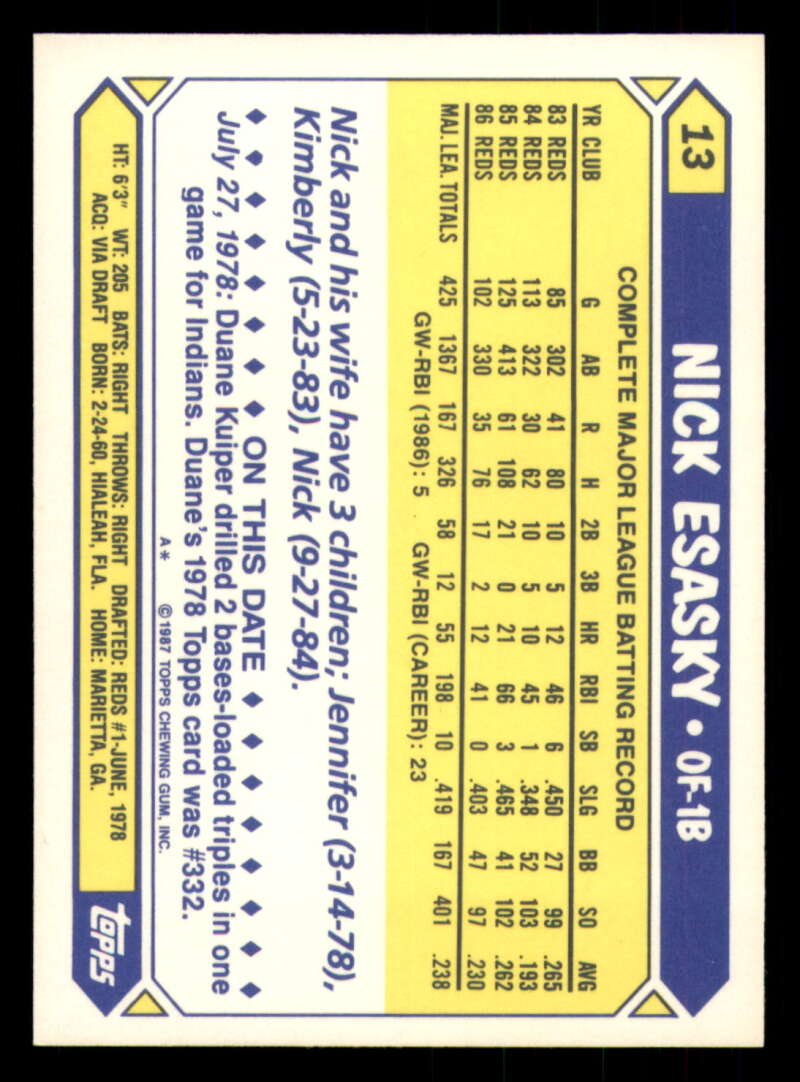 13 NICK ESASKY • OF-1B
COMPLETE MAJOR LEAGUE BATTING RECORD
YR CLUB G AB R H 2B 3B HR RBI SB SLG BB SO AVG
83 REDS 85 302 41 80 10 5 12 46 6 .450 27 99 .265
84 REDS 113 322 30 62 10 5 10 45 1 .348 52 103 .193
85 REDS 125 413 61 108 21 0 21 66 3 .465 41 102 .262
86 REDS 102 330 35 76 17 2 12 41 0 .403 47 97 .230
MAJ. LEA. TOTALS 425 1367 167 326 58 12 55 198 10 .419 167 401 .238
GW-RBI (1986): 5 GW-RBI (CAREER): 23
Nick and his wife have 3 children; Jennifer (3-14-78),
Kimberly (5-23-83), Nick (9-27-84).
◆ ◆ ◆ ◆ ◆ ◆ ◆ ◆ ON THIS DATE ◆ ◆ ◆ ◆ ◆ ◆ ◆ ◆
July 27, 1978: Duane Kuiper drilled 2 bases-loaded triples in one
game for Indians. Duane's 1978 Topps card was #332.
A* ©1987 TOPPS CHEWING GUM, INC.
HT: 6'3" WT: 205 BATS: RIGHT THROWS: RIGHT DRAFTED: REDS #1-JUNE, 1978
ACQ: VIA DRAFT BORN: 2-24-60, HIALEAH, FLA. HOME: MARIETTA, GA.
topps